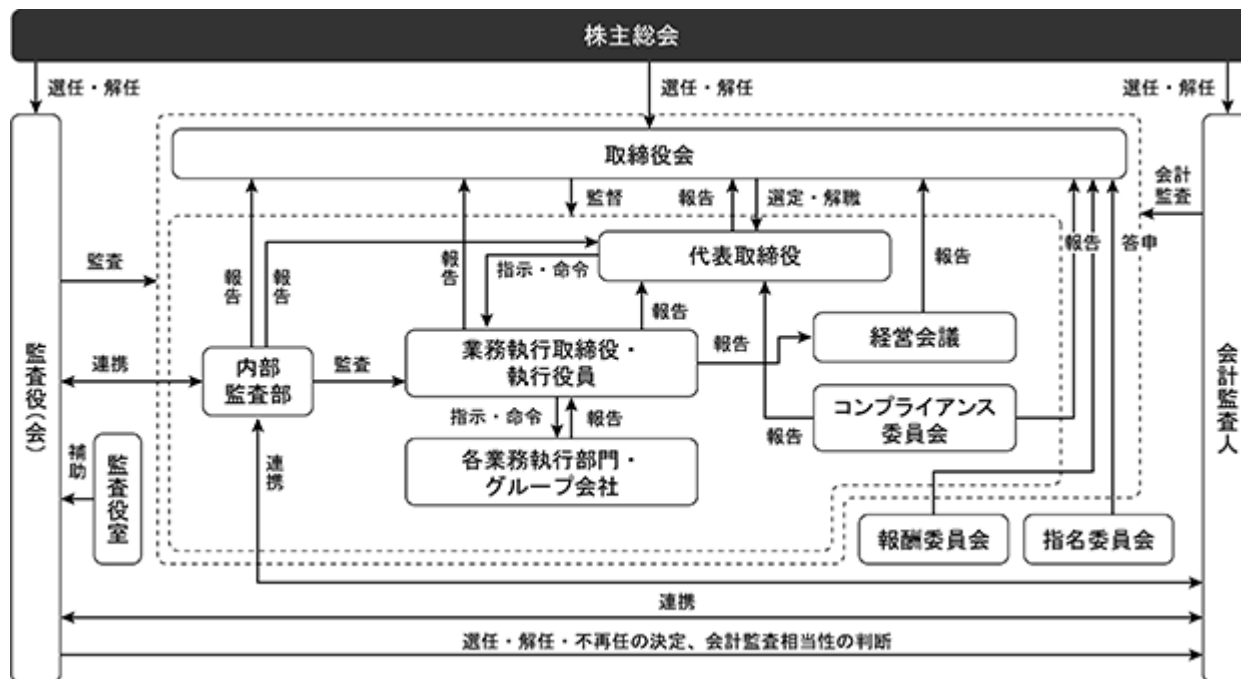 株主総会
選任・解任
選任・解任
選任・解任
取締役会
監督
報告
選定・解職
会計
監査
報告
答申
代表取締役
指示・命令
監査
報告
報告
報告
報告
報告
業務執行取締役・
執行役員
報告
経営会議
監査役(会)
連携
内部
監査部
監査
会計監査人
指示・命令
報告
報告
コンプライアンス
委員会
補助
監査役室
連携
各業務執行部門・
グループ会社
報酬委員会
指名委員会
連携
選任・解任・不再任の決定、会計監査相当性の判断